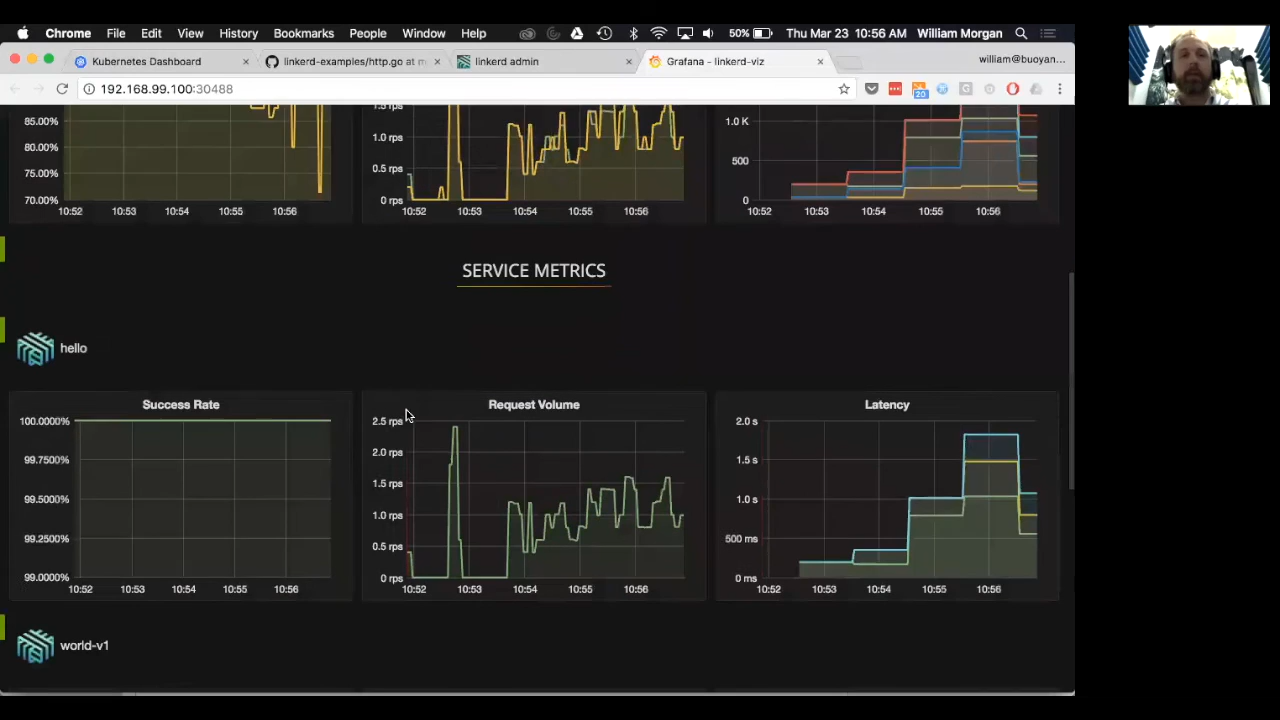 Chrome File Edit View History Bookmarks People Window Help 50% Thu Mar 23 10:56 AM William Morgan
Kubernetes Dashboard × linkerd-examples/http.go at m × linkerd admin × Grafana - linkerd-viz × william@buoyan...
192.168.99.100:30488 20
85.00% 1.5 rps 1.0 K
80.00% 1.0 rps
75.00% 0.5 rps 500
70.00% 0 rps 0
10:52 10:53 10:54 10:55 10:56 10:52 10:53 10:54 10:55 10:56 10:52 10:53 10:54 10:55 10:56
SERVICE METRICS
hello
Success Rate Request Volume Latency
100.0000% 2.5 rps 2.0 s
99.7500% 2.0 rps 1.5 s
99.5000% 1.5 rps 1.0 s
99.2500% 1.0 rps 500 ms
99.0000% 0.5 rps 0 ms
0 rps
10:52 10:53 10:54 10:55 10:56 10:52 10:53 10:54 10:55 10:56 10:52 10:53 10:54 10:55 10:56
world-v1